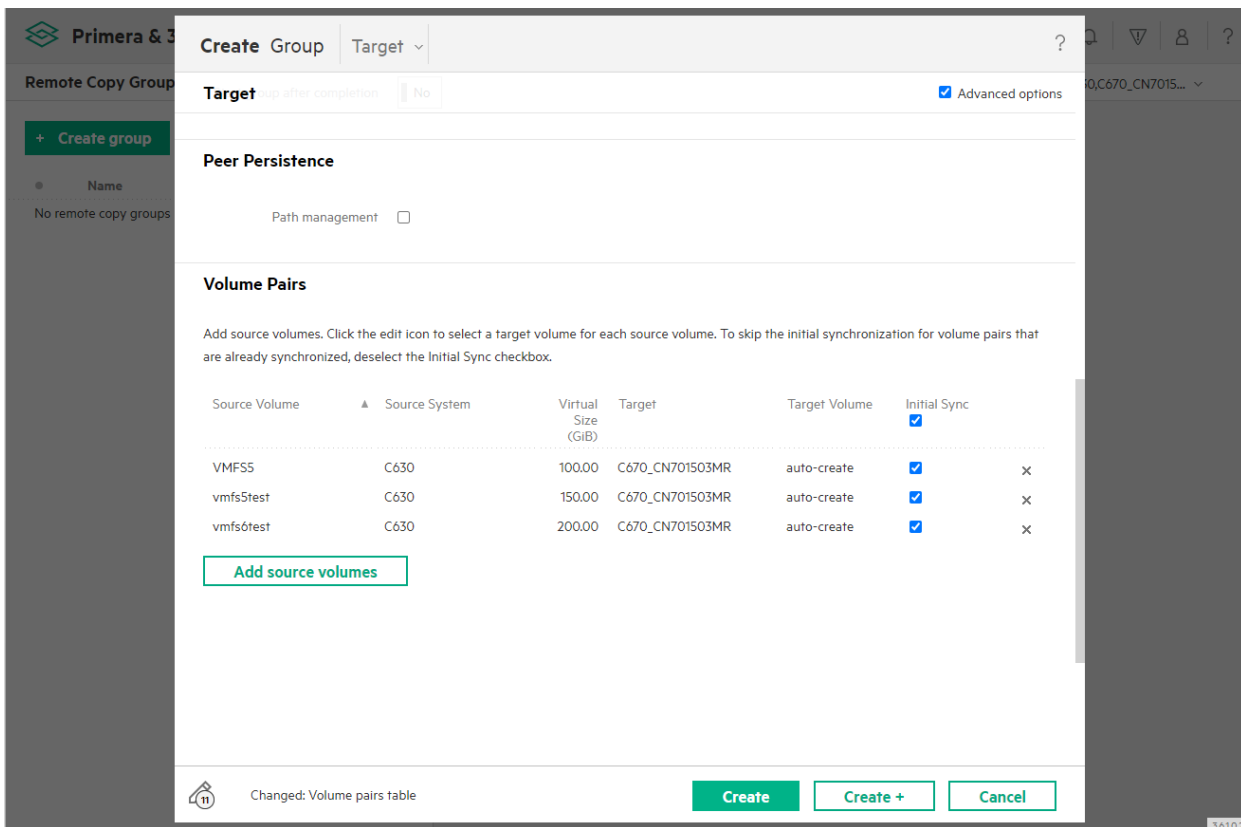 Primera & 3
Create Group Target
?
?
Remote Copy Group
Target
oup after completion
No
Advanced options
30,C670_CN7015...
+ Create group
Peer Persistence
Name
No remote copy groups
Path management
Volume Pairs
Add source volumes. Click the edit icon to select a target volume for each source volume. To skip the initial synchronization for volume pairs that
are already synchronized, deselect the Initial Sync checkbox.
Source Volume Source System Virtual Size (GiB) Target Target Volume Initial Sync
VMFS5 C630 100.00 C670_CN701503MR auto-create
vmfs5test C630 150.00 C670_CN701503MR auto-create
vmfs6test C630 200.00 C670_CN701503MR auto-create
Add source volumes
11
Changed: Volume pairs table
Create
Create +
Cancel